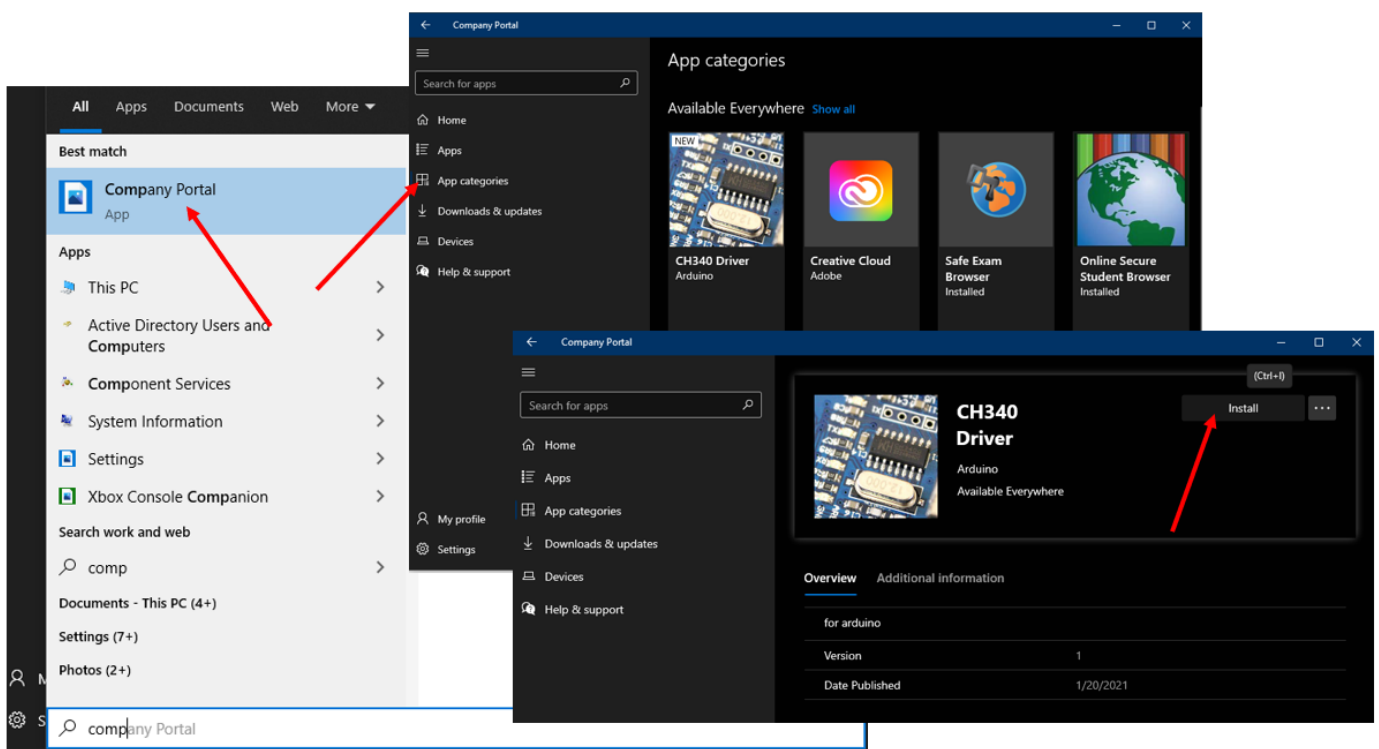 All Apps Documents Web More
Best match
Company Portal
App
Apps
This PC
Active Directory Users and
Computers
Component Services
System Information
Settings
Xbox Console Companion
Search work and web
comp
Documents - This PC (4+)
Settings (7+)
Photos (2+)
M
S
company Portal
Company Portal
Search for apps
Home
Apps
App categories
Downloads & updates
Devices
Help & support
My profile
Settings
App categories
Available Everywhere Show all
NEW
CH340 Driver
Arduino
Creative Cloud
Adobe
Safe Exam
Browser
Installed
Online Secure
Student Browser
Installed
Company Portal
Search for apps
Home
Apps
App categories
Downloads & updates
Devices
Help & support
(Ctrl+I)
CH340
Driver
Install
Arduino
Available Everywhere
Overview Additional information
for arduino
Version 1
Date Published 1/20/2021